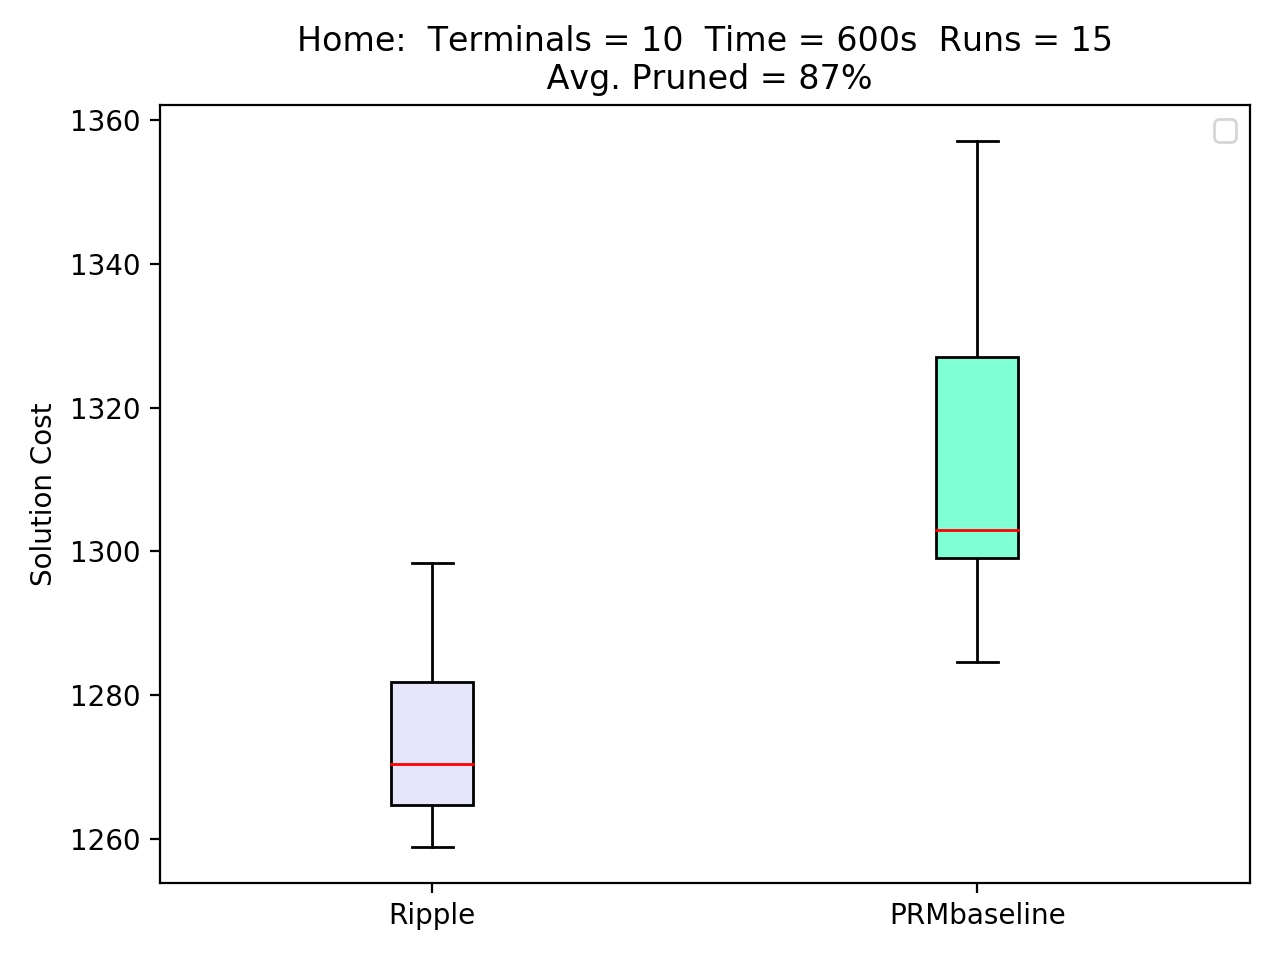 Home:  Terminals = 10  Time = 600s  Runs = 15
Avg. Pruned = 87%
1360
1340
1320
1300
1280
1260
Solution Cost
Ripple
PRMbaseline